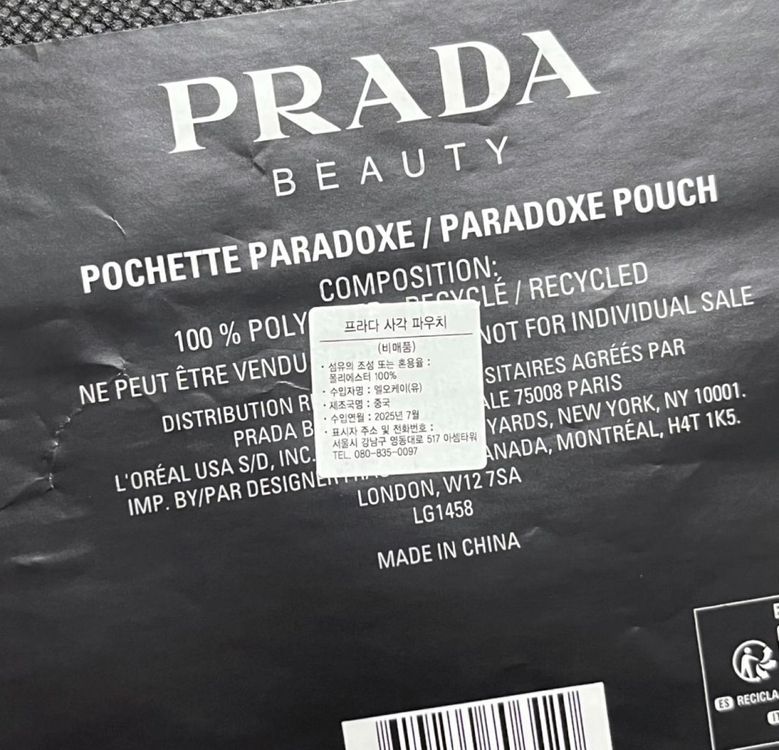 PRADA
BEAUTY
POCHETTE PARADOXE / PARADOXE POUCH
COMPOSITION:
100 % POLY RECYCLÉ / RECYCLED
NE PEUT ÊTRE VENDU NOT FOR INDIVIDUAL SALE
DISTRIBUTION SITAIRES AGRÉÉS PAR
PRADA B ALE 75008 PARIS
L'ORÉAL USA S/D, INC. YARDS, NEW YORK, NY 10001.
IMP. BY/PAR DESIGNER ANADA, MONTRÉAL, H4T 1K5.
LONDON, W12 7SA
LG1458
MADE IN CHINA
프라다 사각 파우치
(비매품)
· 섬유의 조성 또는 혼용율 :
폴리에스터 100%
· 수입자명 : 엘오케이(유)
· 제조국명 : 중국
· 수입연월 : 2025년 7월
· 표시자 주소 및 전화번호 :
서울시 강남구 영동대로 517 아셈타워
TEL. 080-835-0097
ES RECICLA